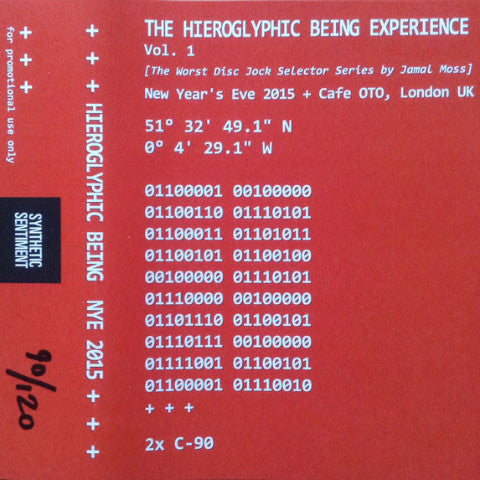 + + +
for promotional use only
SYNTHETIC
SENTIMENT
90/120
+ + + HIEROGLYPHIC BEING NYE 2015 + + +
THE HIEROGLYPHIC BEING EXPERIENCE
Vol. 1
[The Worst Disc Jock Selector Series by Jamal Moss]
New Year's Eve 2015 + Cafe OTO, London UK
51° 32' 49.1" N
0° 4' 29.1" W
01100001 00100000
01100110 01110101
01100011 01101011
01100101 01100100
00100000 01110101
01110000 00100000
01101110 01100101
01110111 00100000
01111001 01100101
01100001 01110010
+ + +
2x C-90